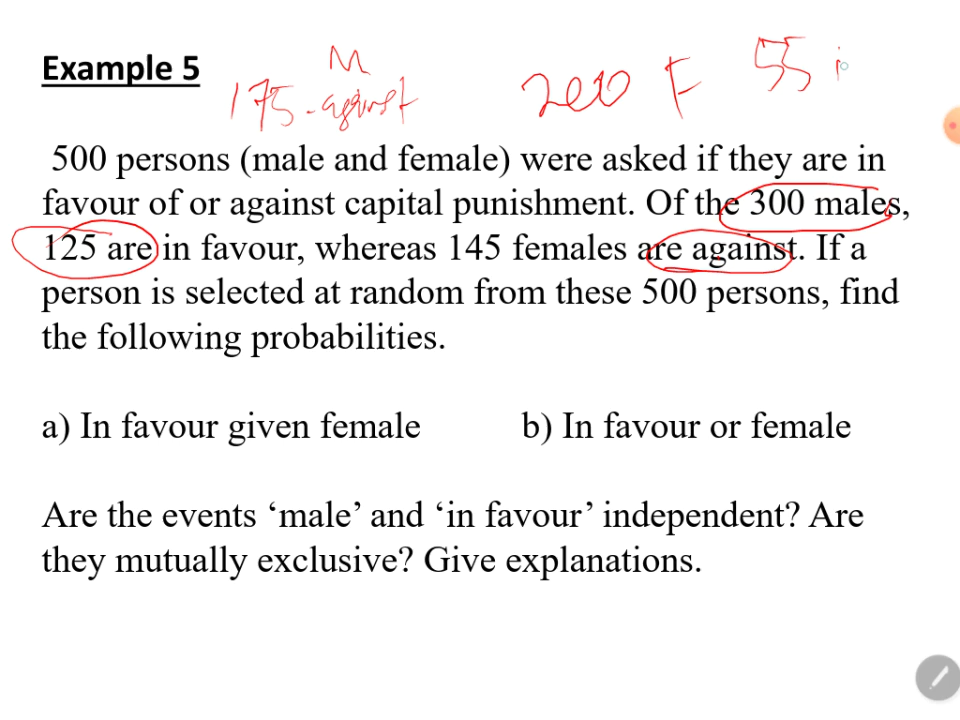 Example 5
M
175 - against
200 F 55 i
500 persons (male and female) were asked if they are in
favour of or against capital punishment. Of the 300 males,
125 are in favour, whereas 145 females are against. If a
person is selected at random from these 500 persons, find
the following probabilities.
a) In favour given female b) In favour or female
Are the events ‘male’ and ‘in favour’ independent? Are
they mutually exclusive? Give explanations.